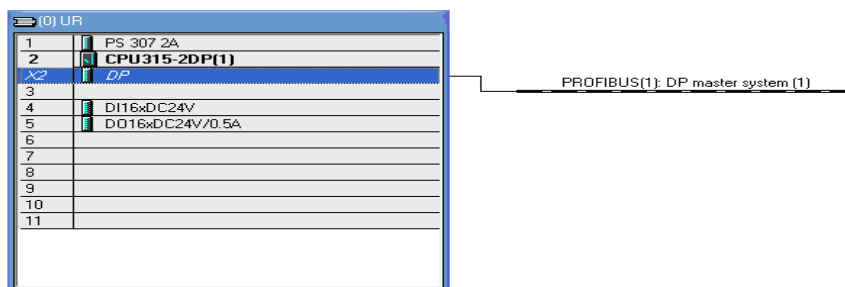 (0) UR
1 PS 307 2A
2 CPU315-2DP(1)
X2 DP
PROFIBUS(1): DP master system (1)
3
4 DI16xDC24V
5 DO16xDC24V/0.5A
6
7
8
9
10
11